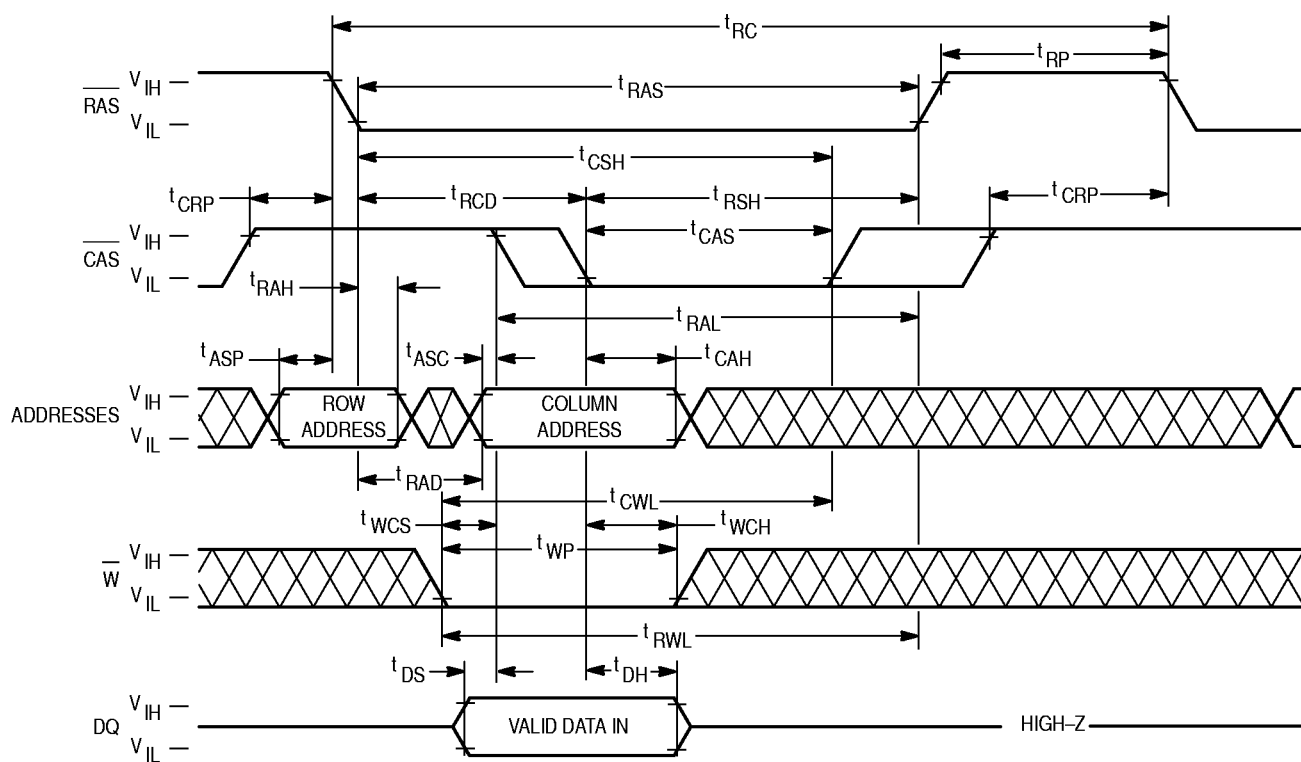 tRC
tRP
RAS
VIH
VIL
tRAS
tCSH
tCRP
tRCD
tRSH
tCRP
CAS
VIH
VIL
tCAS
tRAH
tRAL
tASP
tASC
tCAH
ADDRESSES
VIH
VIL
ROW
ADDRESS
COLUMN
ADDRESS
tRAD
tCWL
tWCS
tWCH
tWP
W
VIH
VIL
tRWL
tDS
tDH
DQ
VIH
VIL
VALID DATA IN
HIGH–Z